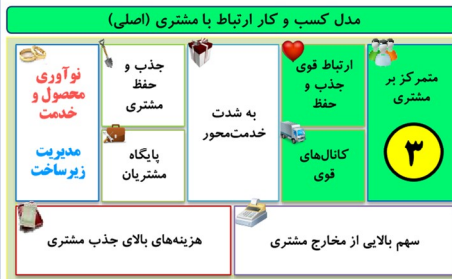 مدل کسب و کار ارتباط با مشتری (اصلی)
متمرکز بر
مشتری
۳
ارتباط قوی
جذب و
حفظ
کانال‌های
قوی
به شدت
خدمت‌محور
جذب و
حفظ
مشتری
پایگاه
مشتریان
نوآوری
محصول و
خدمت
مدیریت
زیرساخت
سهم بالایی از مخارج مشتری
هزینه‌های بالای جذب مشتری